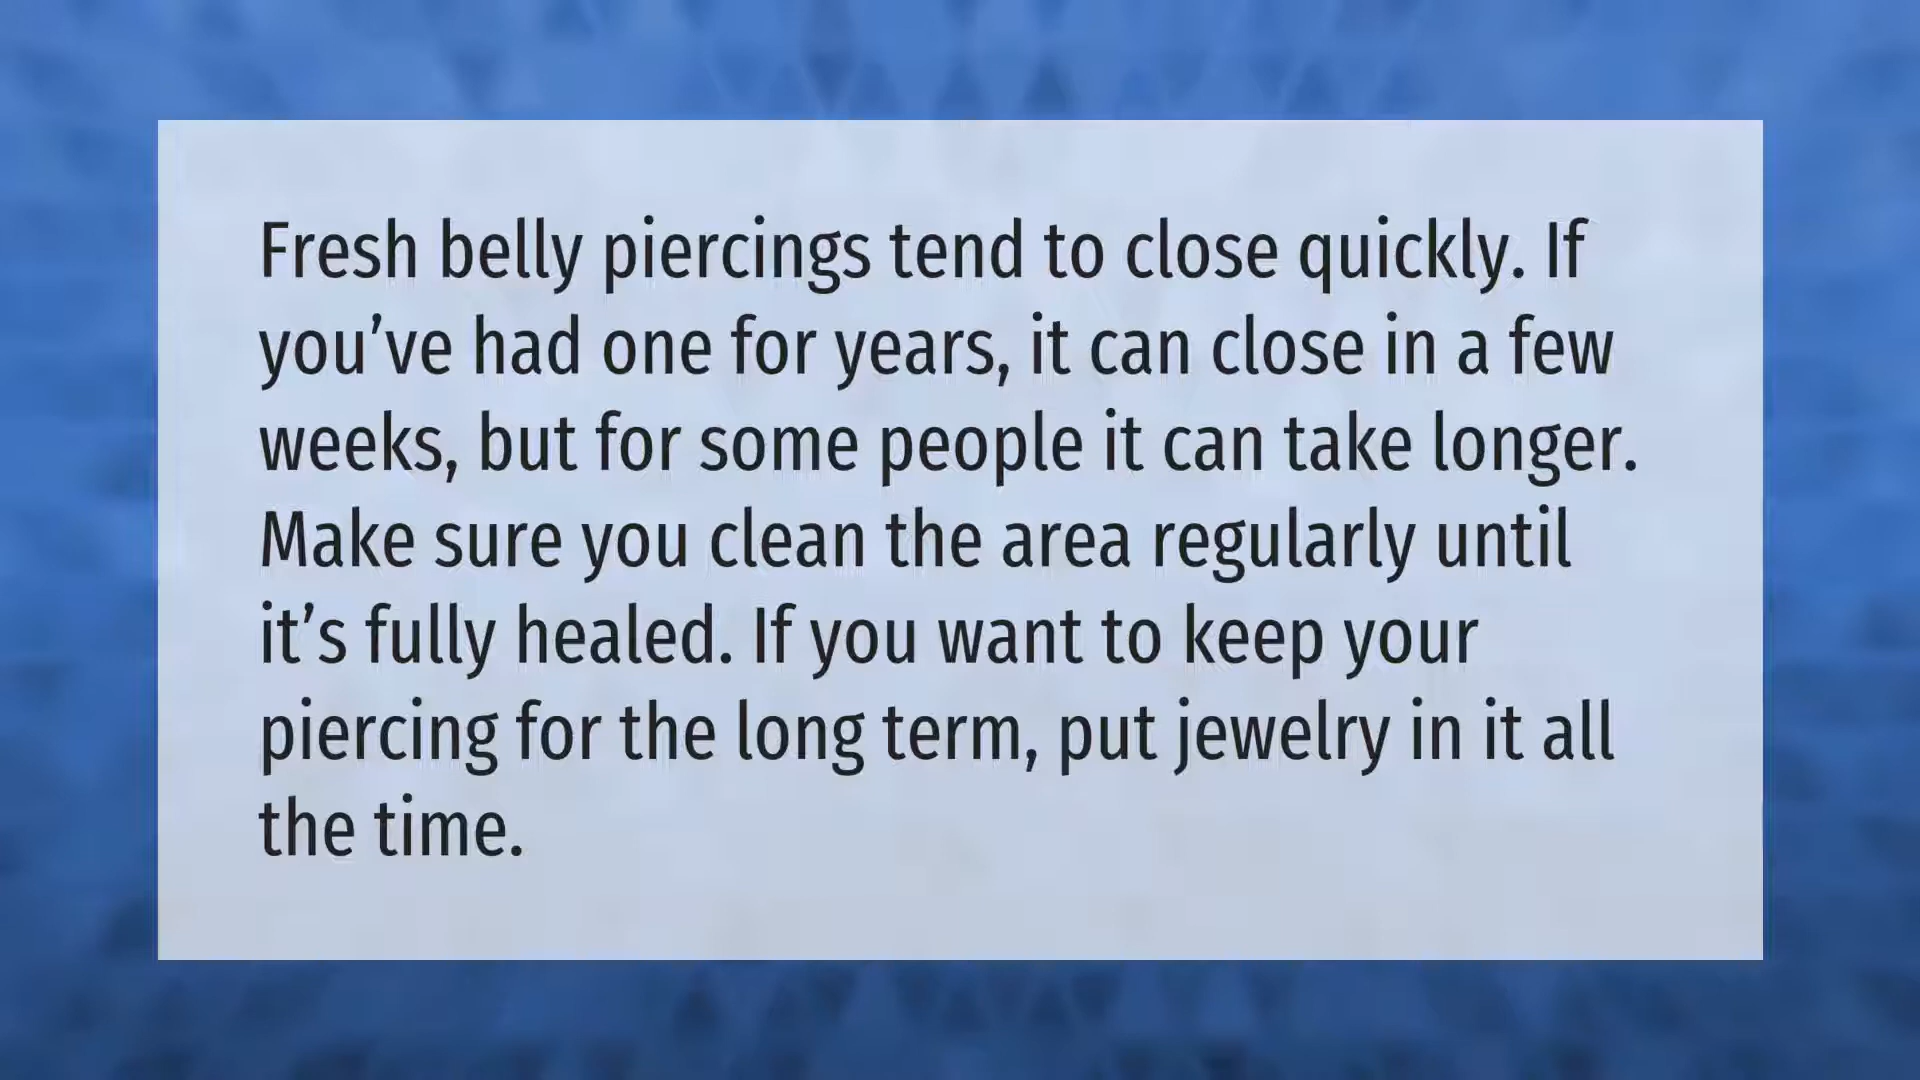 Fresh belly piercings tend to close quickly. If
you’ve had one for years, it can close in a few
weeks, but for some people it can take longer.
Make sure you clean the area regularly until
it’s fully healed. If you want to keep your
piercing for the long term, put jewelry in it all
the time.